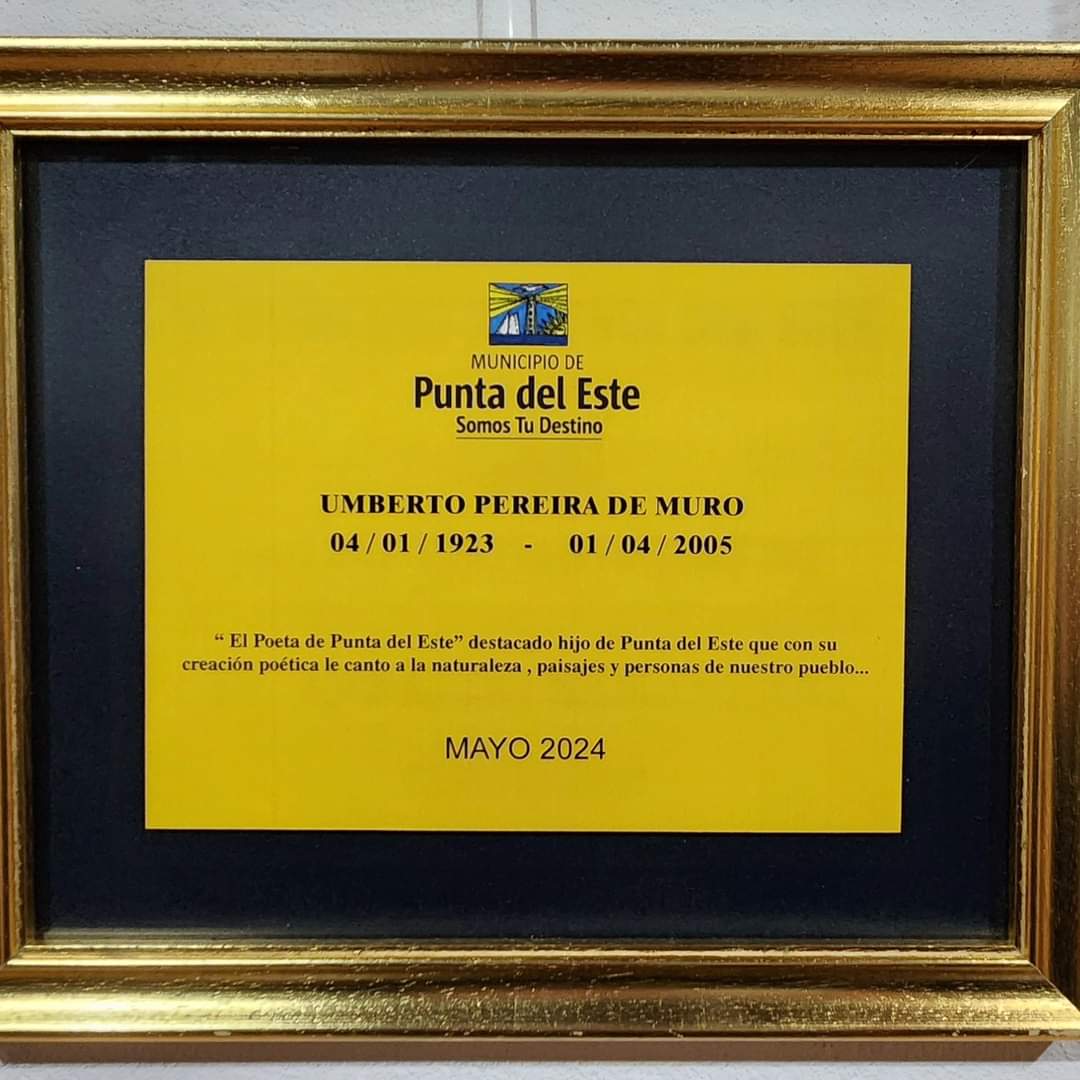 MUNICIPIO DE
Punta del Este
Somos Tu Destino
UMBERTO PEREIRA DE MURO
04 / 01 / 1923 - 01 / 04 / 2005
“ El Poeta de Punta del Este” destacado hijo de Punta del Este que con su
creación poética le canto a la naturaleza , paisajes y personas de nuestro pueblo...
MAYO 2024